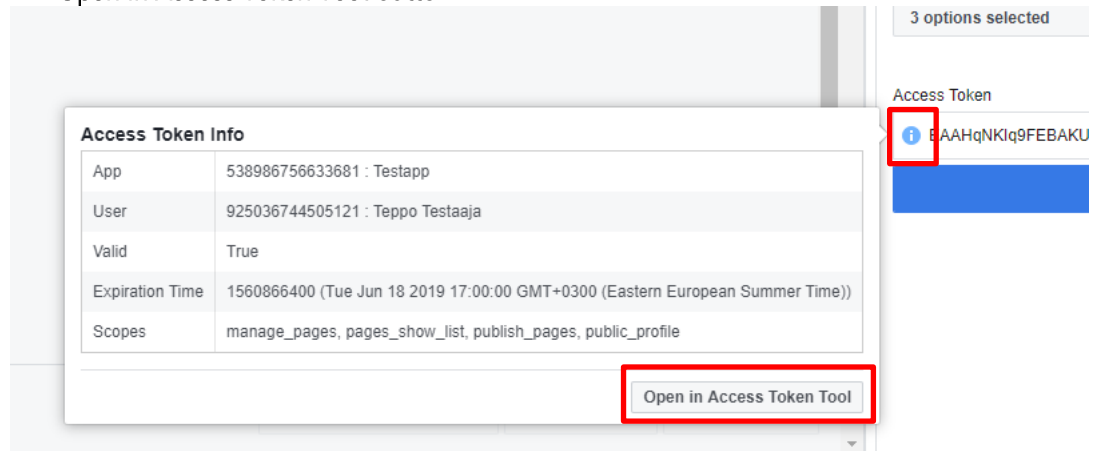 3 options selected
Access Token
EAAHqNKIq9FEBAKU
Access Token Info
App 538986756633681 : Testapp
User 925036744505121 : Teppo Testaaja
Valid True
Expiration Time 1560866400 (Tue Jun 18 2019 17:00:00 GMT+0300 (Eastern European Summer Time))
Scopes manage_pages, pages_show_list, publish_pages, public_profile
Open in Access Token Tool